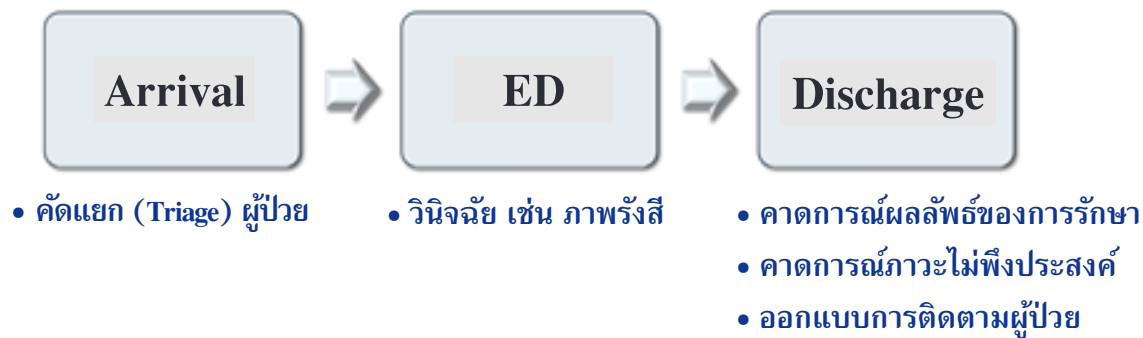 Arrival
ED
Discharge
• คัดแยก (Triage) ผู้ป่วย
• วินิจฉัย เช่น ภาพรังสี
• คาดการณ์ผลลัพธ์ของการรักษา
• คาดการณ์ภาวะไม่พึงประสงค์
• ออกแบบการติดตามผู้ป่วย